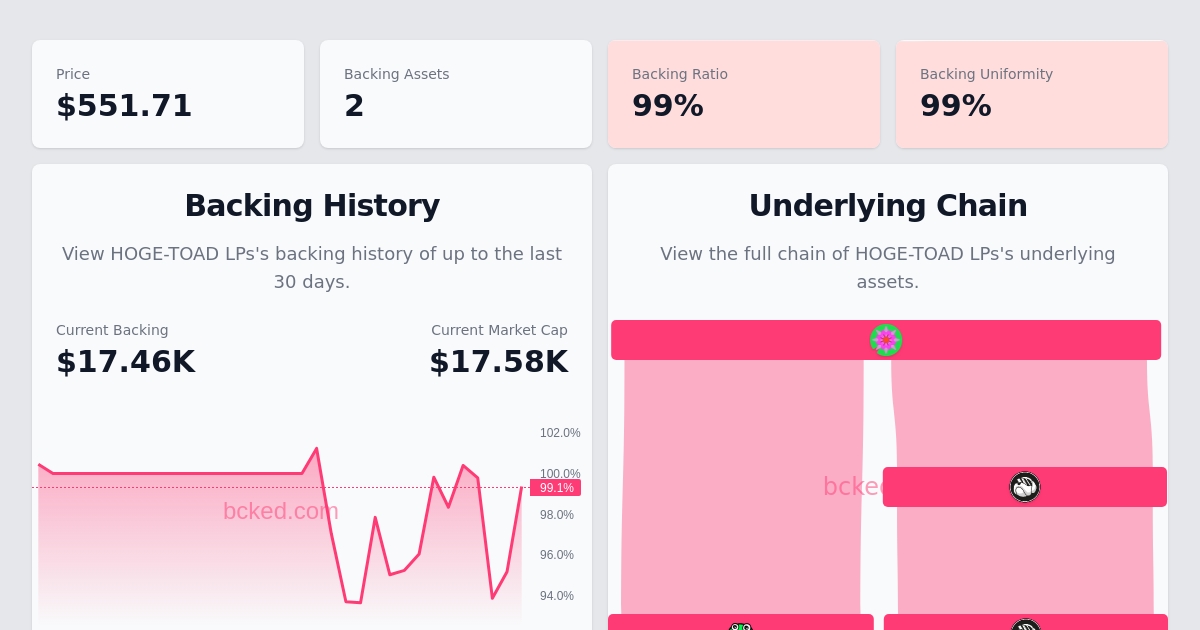 Price
$551.71
Backing Assets
2
Backing Ratio
99%
Backing Uniformity
99%
Backing History
View HOGE-TOAD LPs's backing history of up to the last
30 days.
Current Backing
$17.46K
Current Market Cap
$17.58K
102.0%
100.0%
99.1%
98.0%
96.0%
94.0%
bcked.com
Underlying Chain
View the full chain of HOGE-TOAD LPs's underlying
assets.